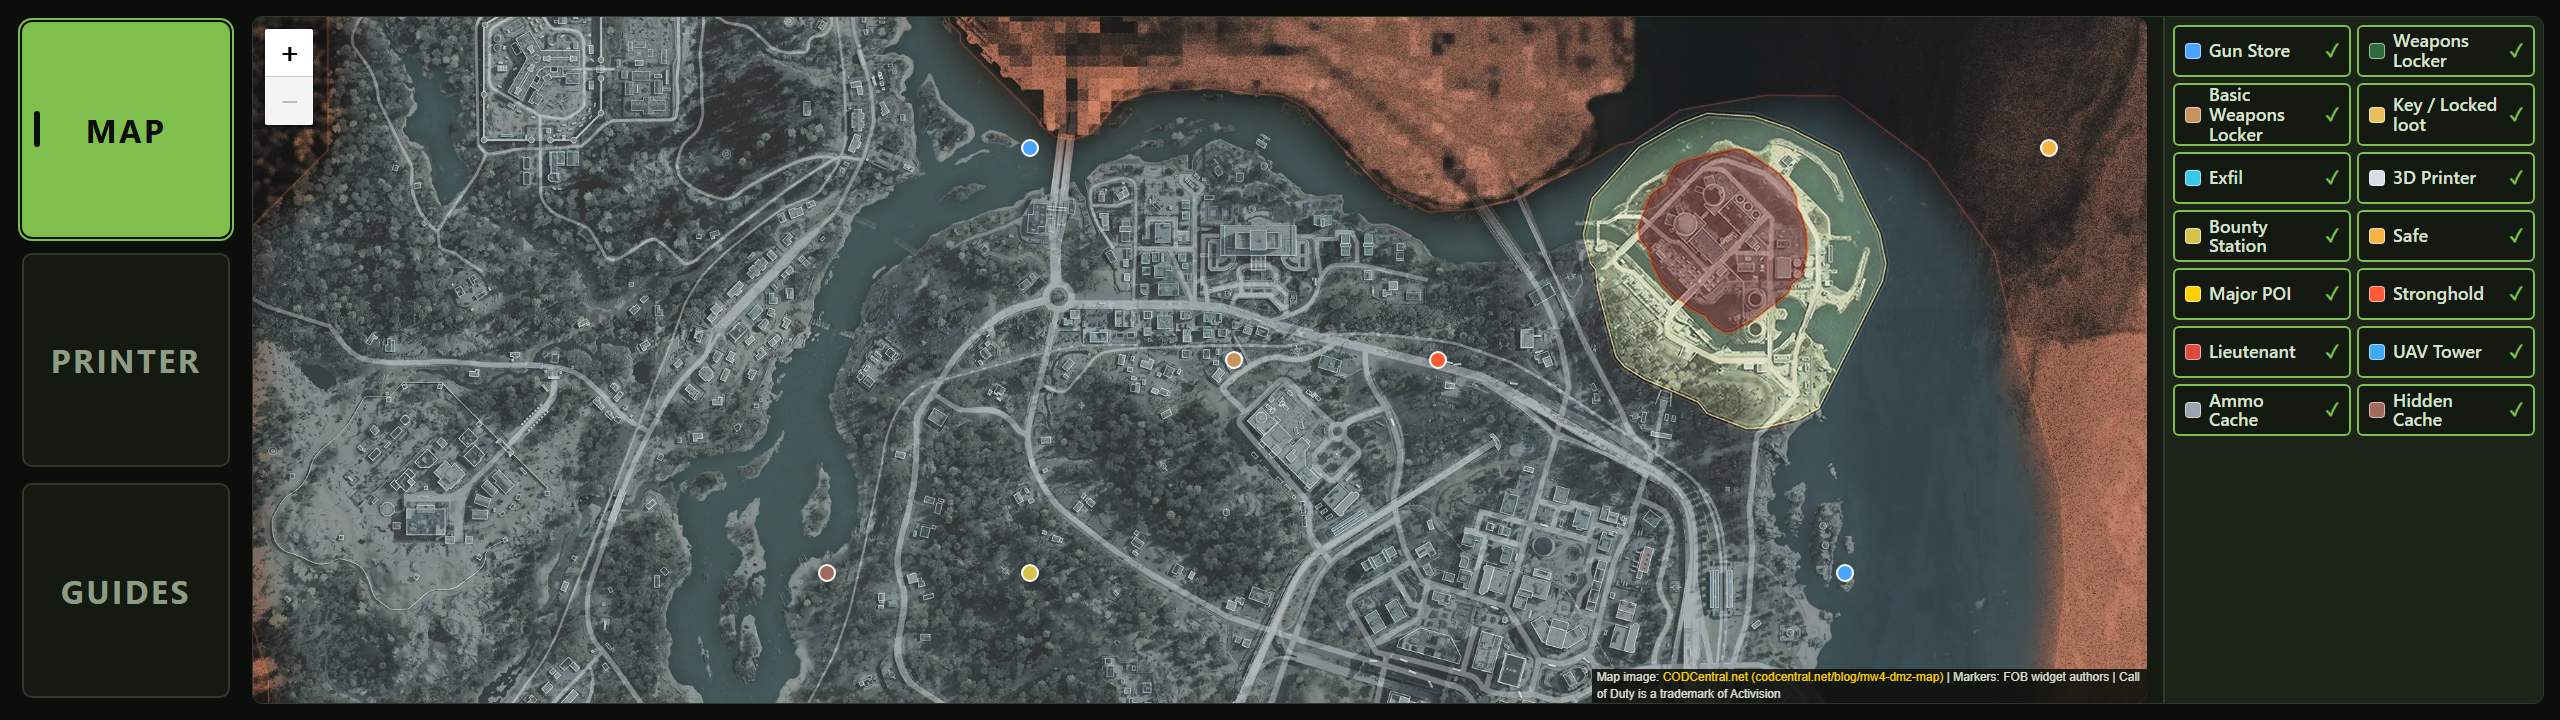 MAP
PRINTER
GUIDES
+
−
Gun Store ✓
Weapons
Locker ✓
Basic
Weapons
Locker ✓
Key / Locked
loot ✓
Exfil ✓
3D Printer ✓
Bounty
Station ✓
Safe ✓
Major POI ✓
Stronghold ✓
Lieutenant ✓
UAV Tower ✓
Ammo
Cache ✓
Hidden
Cache ✓
Map image: CODCentral.net (codcentral.net/blog/mw4-dmz-map) | Markers: FOB widget authors | Call
of Duty is a trademark of Activision